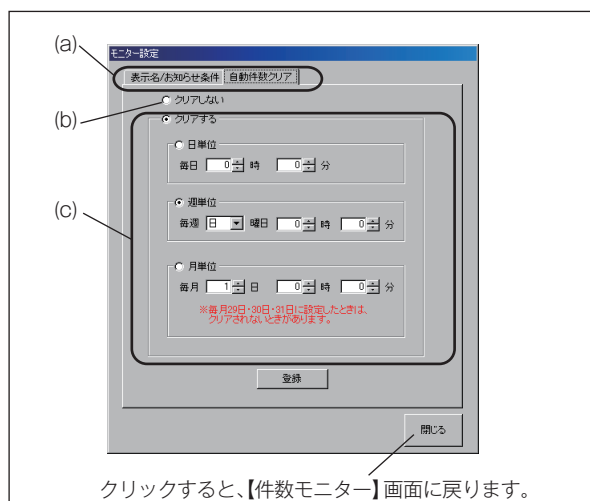 (a)
モニター設定
表示名/お知らせ条件 自動件数クリア
(b)
クリアしない
クリアする
日単位
毎日 0 時 0 分
(c)
週単位
毎週 日 曜日 0 時 0 分
月単位
毎月 1 日 0 時 0 分
※毎月29日・30日・31日に設定したときは、
クリアされないときがあります。
登録
閉じる
クリックすると、【件数モニター】画面に戻ります。